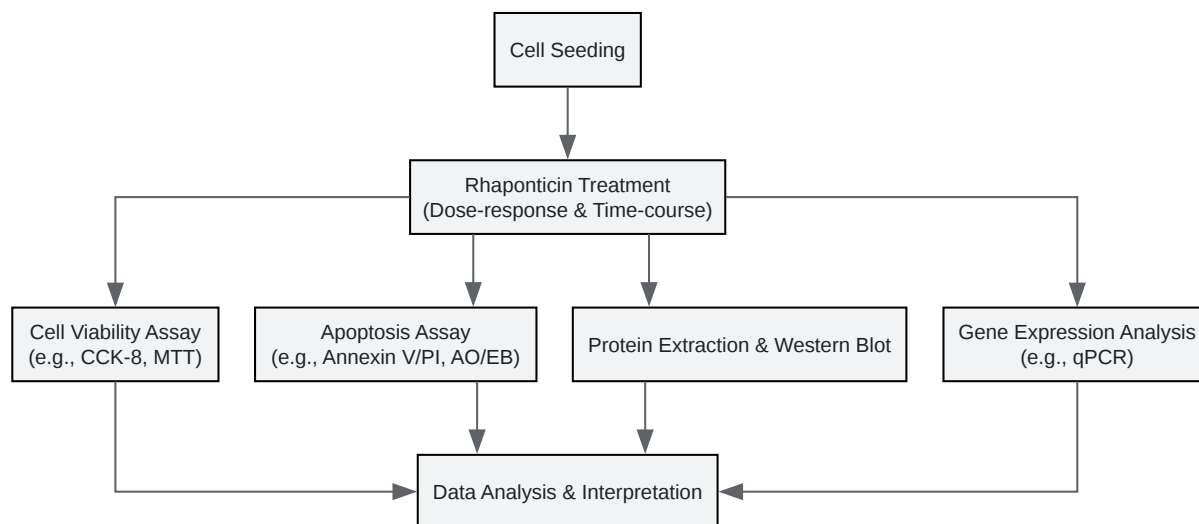 Cell Seeding
Rhaponticin Treatment
(Dose-response & Time-course)
Cell Viability Assay
(e.g., CCK-8, MTT)
Apoptosis Assay
(e.g., Annexin V/PI, AO/EB)
Protein Extraction & Western Blot
Gene Expression Analysis
(e.g., qPCR)
Data Analysis & Interpretation